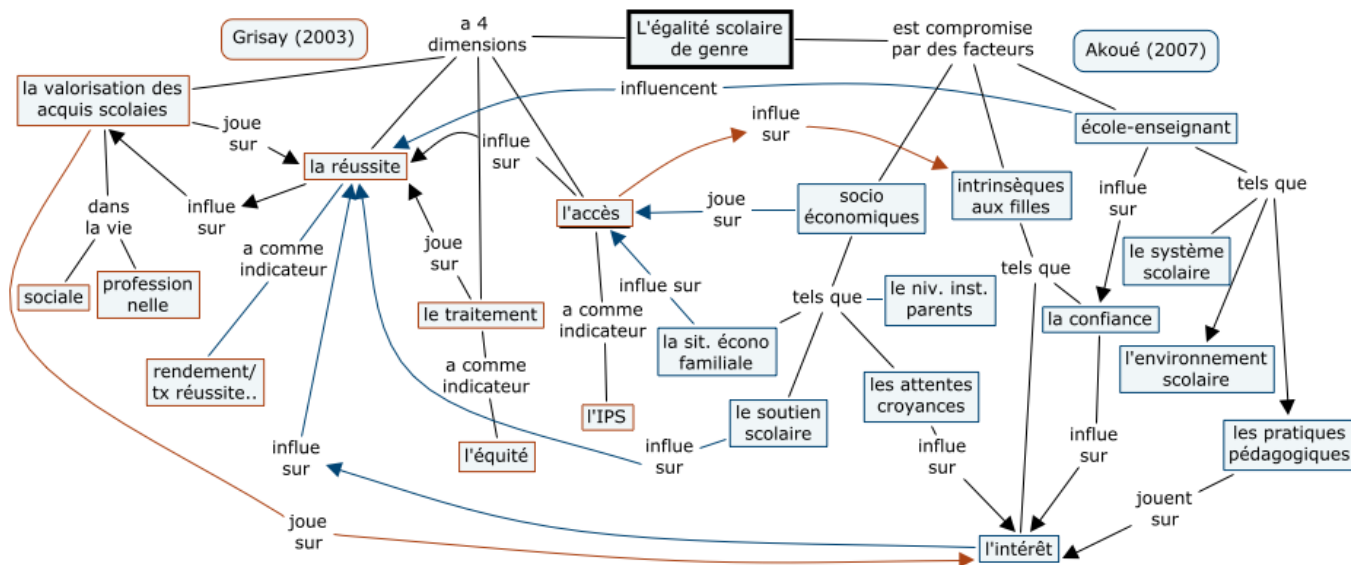 Grisay (2003)
a 4
dimensions
L'égalité scolaire
de genre
est compromise
par des facteurs
Akoué (2007)
la valorisation des
acquis scolaies
influencent
joue
sur
influe
sur
influe
sur
école-enseignant
la réussite
dans
la vie
influe
sur
l'accès
joue
sur
socio
économiques
intrinsèques
aux filles
influe
sur
tels que
a comme
indicateur
joue
sur
sociale
profession
nelle
influe sur
tels que
le niv. inst.
parents
tels que
le système
scolaire
le traitement
a comme
indicateur
la sit. écono
familiale
la confiance
rendement/
tx réussite..
a comme
indicateur
l'environnement
scolaire
les attentes
croyances
l'IPS
le soutien
scolaire
influe
sur
l'équité
influe
sur
influe
sur
influe
sur
les pratiques
pédagogiques
joue
sur
l'intérêt
jouent
sur